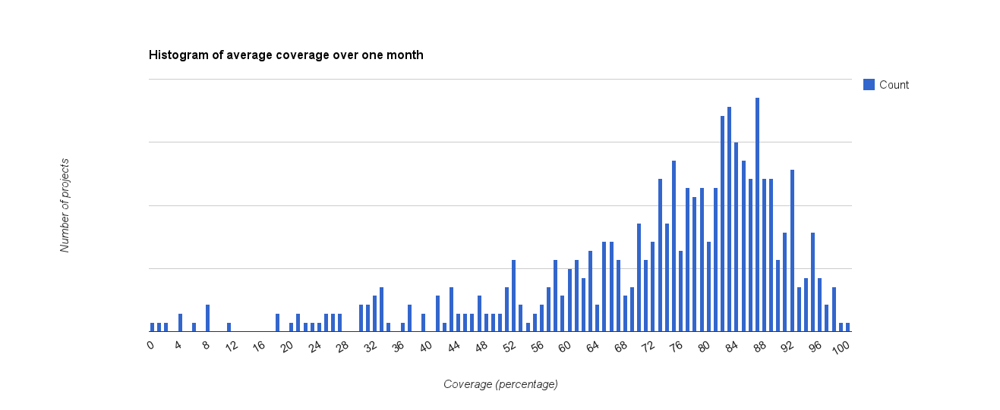 Histogram of average coverage over one month
Count
Number of projects
0 4 8 12 16 20 24 28 32 36 40 44 48 52 56 60 64 68 72 76 80 84 88 92 96 100
Coverage (percentage)